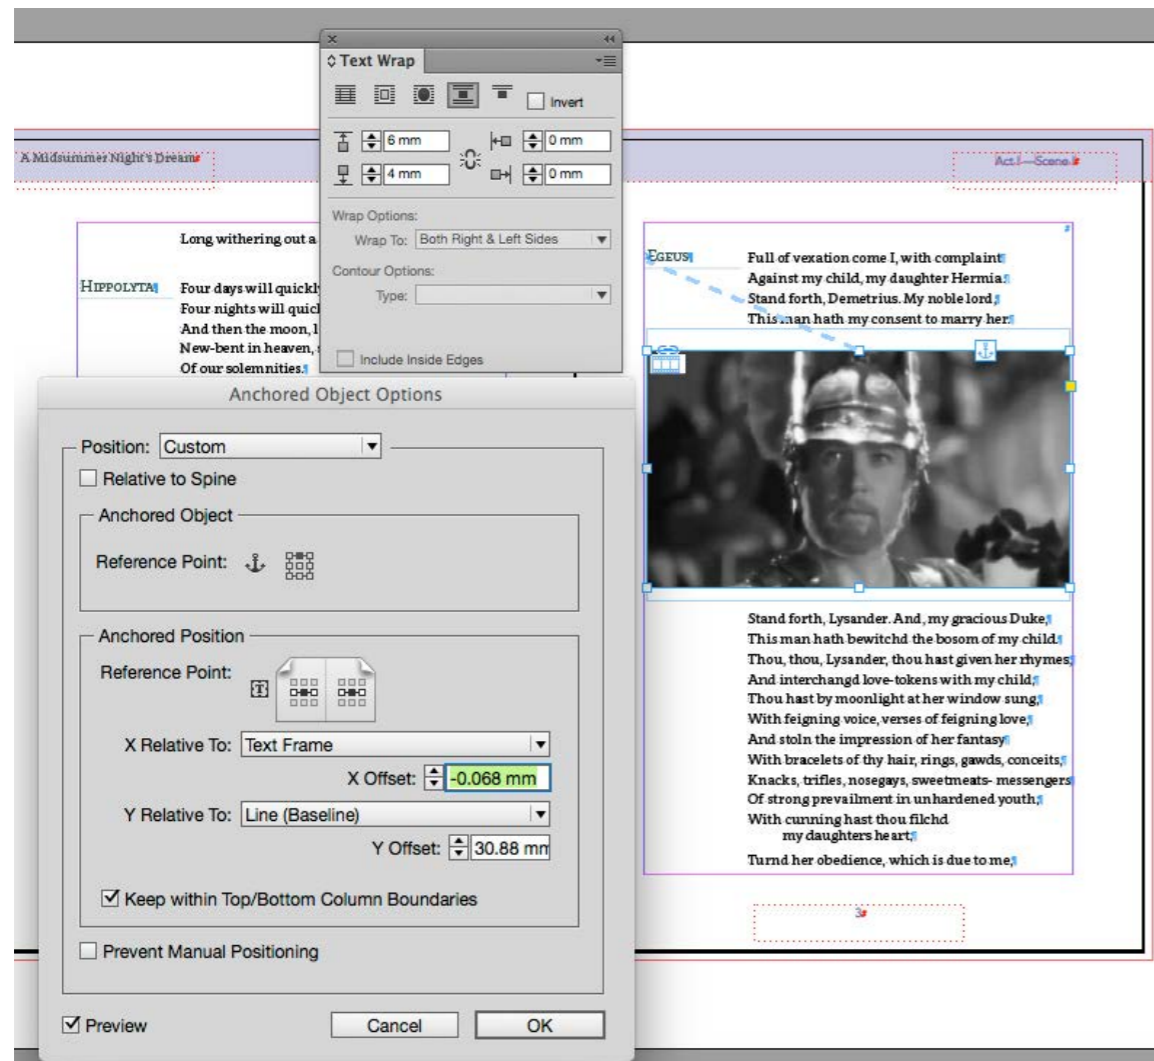 Text Wrap
Invert
6 mm
0 mm
4 mm
0 mm
Wrap Options:
Wrap To: Both Right & Left Sides
Contour Options:
Type:
Include Inside Edges
A Midsummer Night's Dream
Act I—Scene I
Long withering out a
HIPPOLYTA Four days will quickly
Four nights will quic
And then the moon, l
New-bent in heaven,
Of our solemnities.
EGEUS Full of vexation come I, with complaint
Against my child, my daughter Hermia.
Stand forth, Demetrius. My noble lord,
This man hath my consent to marry her.
Stand forth, Lysander. And, my gracious Duke,
This man hath bewitchd the bosom of my child.
Thou, thou, Lysander, thou hast given her rhymes,
And interchangd love-tokens with my child,
Thou hast by moonlight at her window sung,
With feigning voice, verses of feigning love,
And stoln the impression of her fantasy
With bracelets of thy hair, rings, gawds, conceits,
Knacks, trifles, nosegays, sweetmeats- messengers
Of strong prevailment in unhardened youth,
With cunning hast thou filchd
my daughters heart,
Turnd her obedience, which is due to me,
3
Anchored Object Options
Position: Custom
Relative to Spine
Anchored Object
Reference Point:
Anchored Position
Reference Point:
X Relative To: Text Frame
X Offset: -0.068 mm
Y Relative To: Line (Baseline)
Y Offset: 30.88 mm
Keep within Top/Bottom Column Boundaries
Prevent Manual Positioning
Preview
Cancel
OK